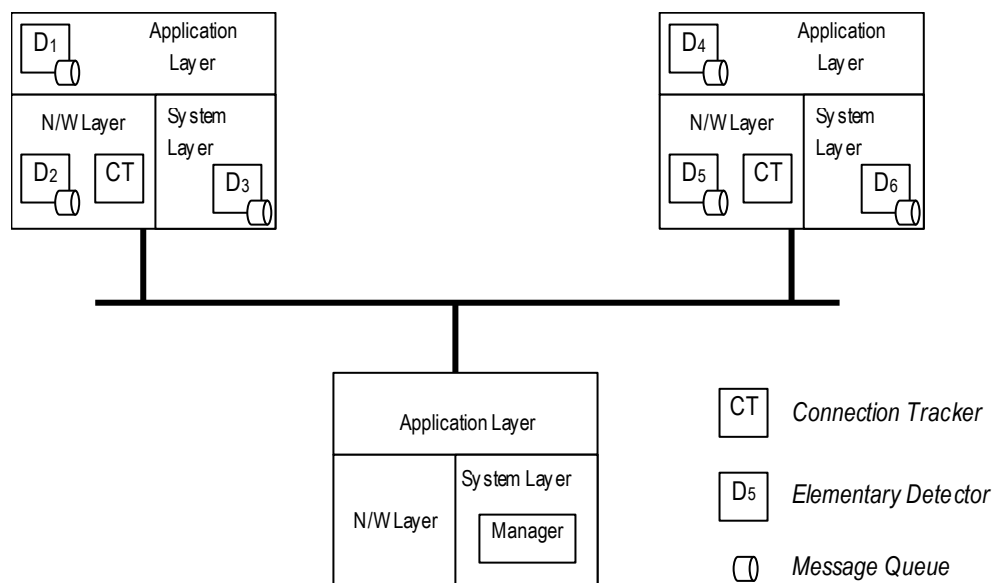 D1
Application
Layer
N/W Layer
D2
CT
System
Layer
D3
D4
Application
Layer
N/W Layer
D5
CT
System
Layer
D6
Application Layer
N/W Layer
System Layer
Manager
CT
Connection Tracker
D5
Elementary Detector
Message Queue